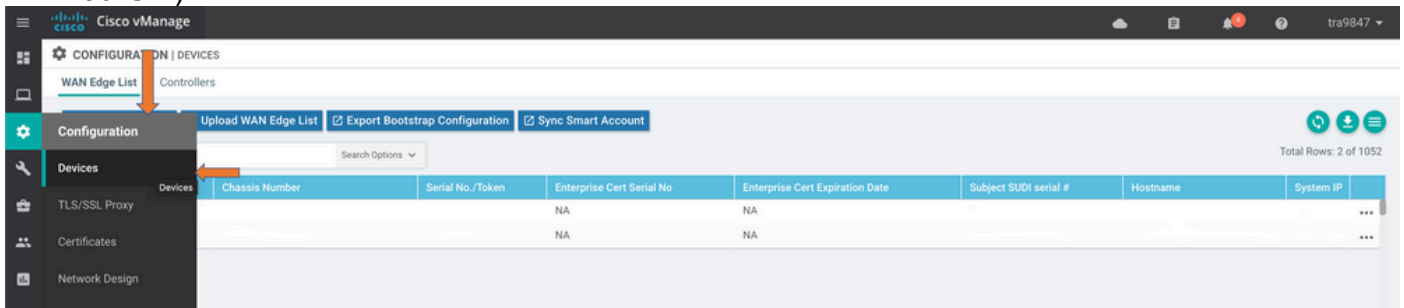 Cisco vManage
tra9847
CONFIGURATION | DEVICES
WAN Edge List Controllers
Upload WAN Edge List Export Bootstrap Configuration Sync Smart Account
Configuration
Search Options
Total Rows: 2 of 1052
Devices
Devices
Chassis Number Serial No./Token Enterprise Cert Serial No Enterprise Cert Expiration Date Subject SUDI serial # Hostname System IP
TLS/SSL Proxy
NA NA
Certificates
NA NA
Network Design